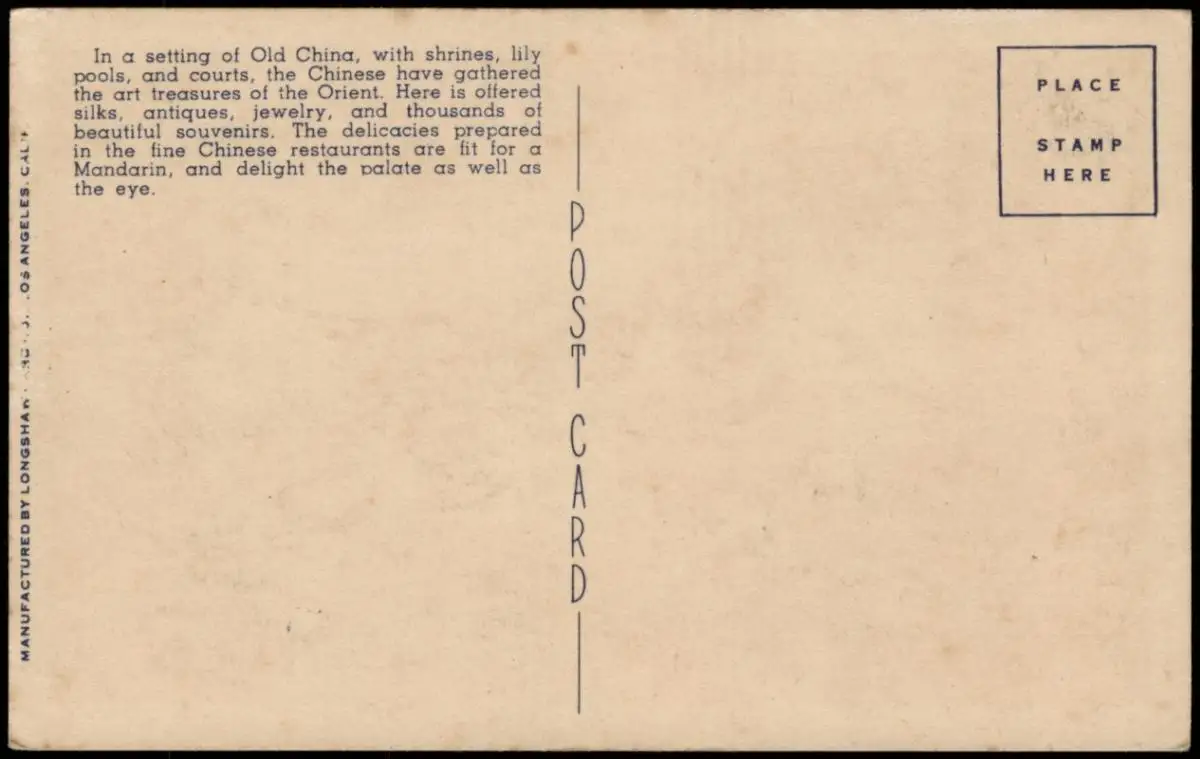 In a setting of Old China, with shrines, lily
pools, and courts, the Chinese have gathered
the art treasures of the Orient. Here is offered
silks, antiques, jewelry, and thousands of
beautiful souvenirs. The delicacies prepared
in the fine Chinese restaurants are fit for a
Mandarin, and delight the palate as well as
the eye.
MANUFACTURED BY LONGSHAW ANGELES,
POST CARD
PLACE
STAMP
HERE